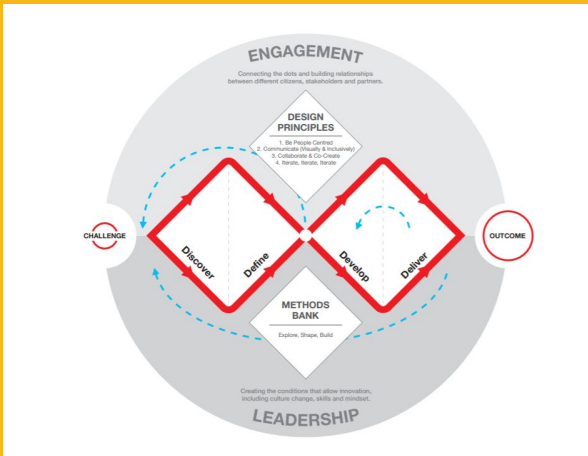 ENGAGEMENT
Connecting the dots and building relationships
between different citizens, stakeholders and partners.
DESIGN
PRINCIPLES
1. Be People Centred
2. Communicate (Visually & Inclusively)
3. Collaborate & Co-Create
4. Iterate, Iterate, Iterate
CHALLENGE
Discover
Define
Develop
Deliver
OUTCOME
METHODS
BANK
Explore, Shape, Build
Creating the conditions that allow innovation,
including culture change, skills and mindset.
LEADERSHIP